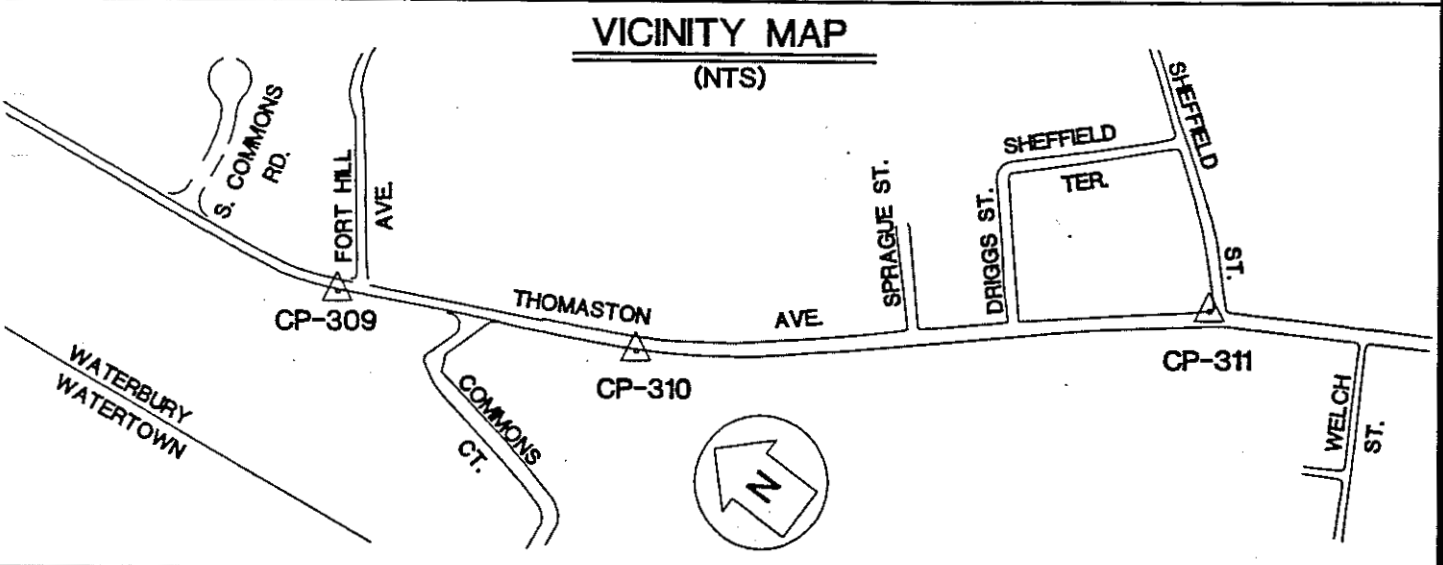 VICINITY MAP
(NTS)
S. COMMONS
RD.
FORT HILL
AVE.
CP-309
THOMASTON
AVE.
CP-310
COMMONS
CT.
WATERBURY
WATERTOWN
N
SPRAGUE ST.
DRIGGS ST.
SHEFFIELD
TER.
SHEFFIELD
ST.
CP-311
WELCH
ST.